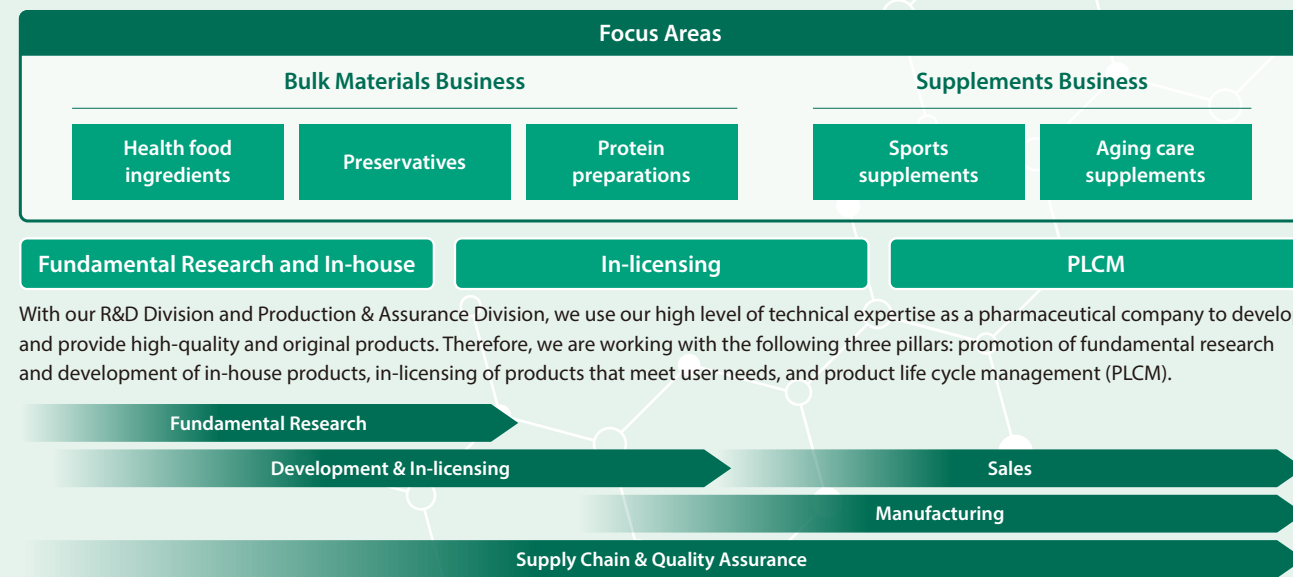 Focus Areas
Bulk Materials Business
Supplements Business
Health food
ingredients
Preservatives
Protein
preparations
Sports
supplements
Aging care
supplements
Fundamental Research and In-house
In-licensing
PLCM
With our R&D Division and Production & Assurance Division, we use our high level of technical expertise as a pharmaceutical company to develo
and provide high-quality and original products. Therefore, we are working with the following three pillars: promotion of fundamental research
and development of in-house products, in-licensing of products that meet user needs, and product life cycle management (PLCM).
Fundamental Research
Development & In-licensing
Sales
Manufacturing
Supply Chain & Quality Assurance